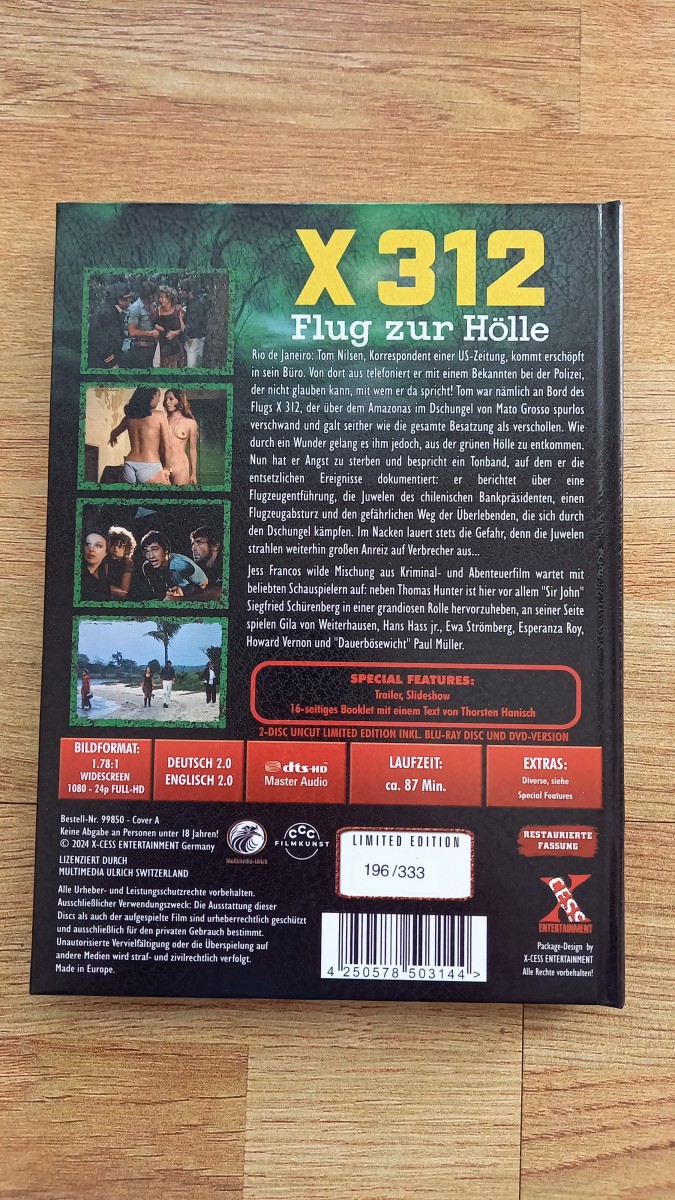 X 312
Flug zur Hölle
Rio de Janeiro: Tom Nilsen, Korrespondent einer US-Zeitung, kommt erschöpft
in sein Büro. Von dort aus telefoniert er mit einem Bekannten bei der Polizei,
der nicht glauben kann, mit wem er da spricht! Tom war nämlich an Bord des
Flugs X 312, der über dem Amazonas im Dschungel von Mato Grosso spurlos
verschwand und galt seither wie die gesamte Besatzung als verschollen. Wie
durch ein Wunder gelang es ihm jedoch, aus der grünen Hölle zu entkommen.
Nun hat er Angst zu sterben und bespricht ein Tonband, auf dem er die
entsetzlichen Ereignisse dokumentiert: er berichtet über eine
Flugzeugentführung, die Juwelen des chilenischen Bankpräsidenten, einen
Flugzeugabsturz und den gefährlichen Weg der Überlebenden, die sich durch
den Dschungel kämpfen. Im Nacken lauert stets die Gefahr, denn die Juwelen
strahlen weiterhin großen Anreiz auf Verbrecher aus...
Jess Francos wilde Mischung aus Kriminal- und Abenteuerfilm wartet mit
beliebten Schauspielern auf: neben Thomas Hunter ist hier vor allem "Sir John"
Siegfried Schürenberg in einer grandiosen Rolle hervorzuheben, an seiner Seite
spielen Gila von Weiterhausen, Hans Hass jr., Ewa Strömberg, Esperanza Roy,
Howard Vernon und "Dauerbösewicht" Paul Müller.
SPECIAL FEATURES:
Trailer, Slideshow
16-seitiges Booklet mit einem Text von Thorsten Hanisch
2-DISC UNCUT LIMITED EDITION INKL. BLU-RAY DISC UND DVD-VERSION
BILDFORMAT:
1.78:1
WIDESCREEN
1080 - 24p FULL-HD
DEUTSCH 2.0
ENGLISCH 2.0
dts-HD
Master Audio
LAUFZEIT:
ca. 87 Min.
EXTRAS:
Diverse, siehe
Special Features
Bestell-Nr. 99850 - Cover A
Keine Abgabe an Personen unter 18 Jahren!
© 2024 X-CESS ENTERTAINMENT Germany
LIZENZIERT DURCH
MULTIMEDIA ULRICH SWITZERLAND
Multimedia-Ulrich
CCC
FILMKUNST
LIMITED EDITION
196/333
RESTAURIERTE
FASSUNG
Alle Urheber- und Leistungsschutzrechte vorbehalten.
Ausschließlicher Verwendungszweck: Die Ausstattung dieser
Discs als auch der aufgespielte Film sind urheberrechtlich geschützt
und ausschließlich für den privaten Gebrauch bestimmt.
Unautorisierte Vervielfältigung oder die Überspielung auf
andere Medien wird straf- und zivilrechtlich verfolgt.
Made in Europe.
4 250578 503144 >
X CESS
ENTERTAINMENT
Package-Design by
X-CESS ENTERTAINMENT
Alle Rechte vorbehalten!